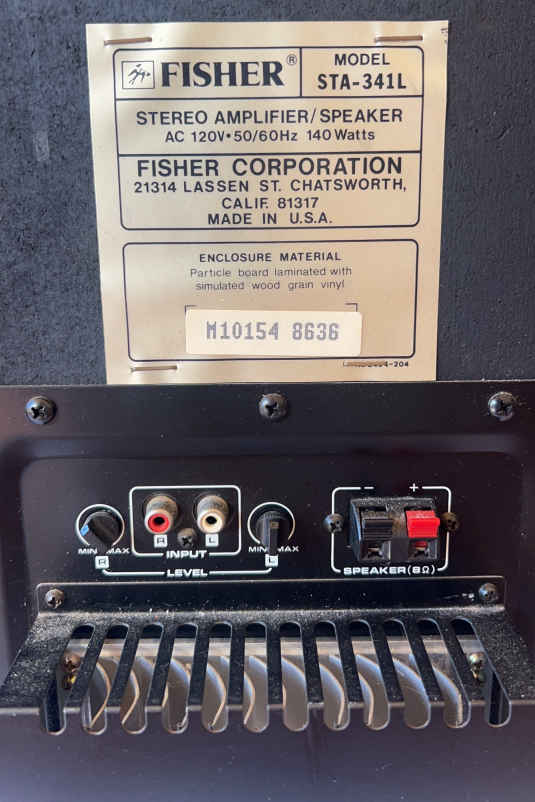 FISHER®
MODEL
STA-341L
STEREO AMPLIFIER/SPEAKER
AC 120V•50/60Hz 140 Watts
FISHER CORPORATION
21314 LASSEN ST. CHATSWORTH,
CALIF. 81317
MADE IN U.S.A.
ENCLOSURE MATERIAL
Particle board laminated with
simulated wood grain vinyl
M10154 8636
MIN MAX
R
R
L
INPUT
MIN MAX
L
LEVEL
− +
SPEAKER(8Ω)